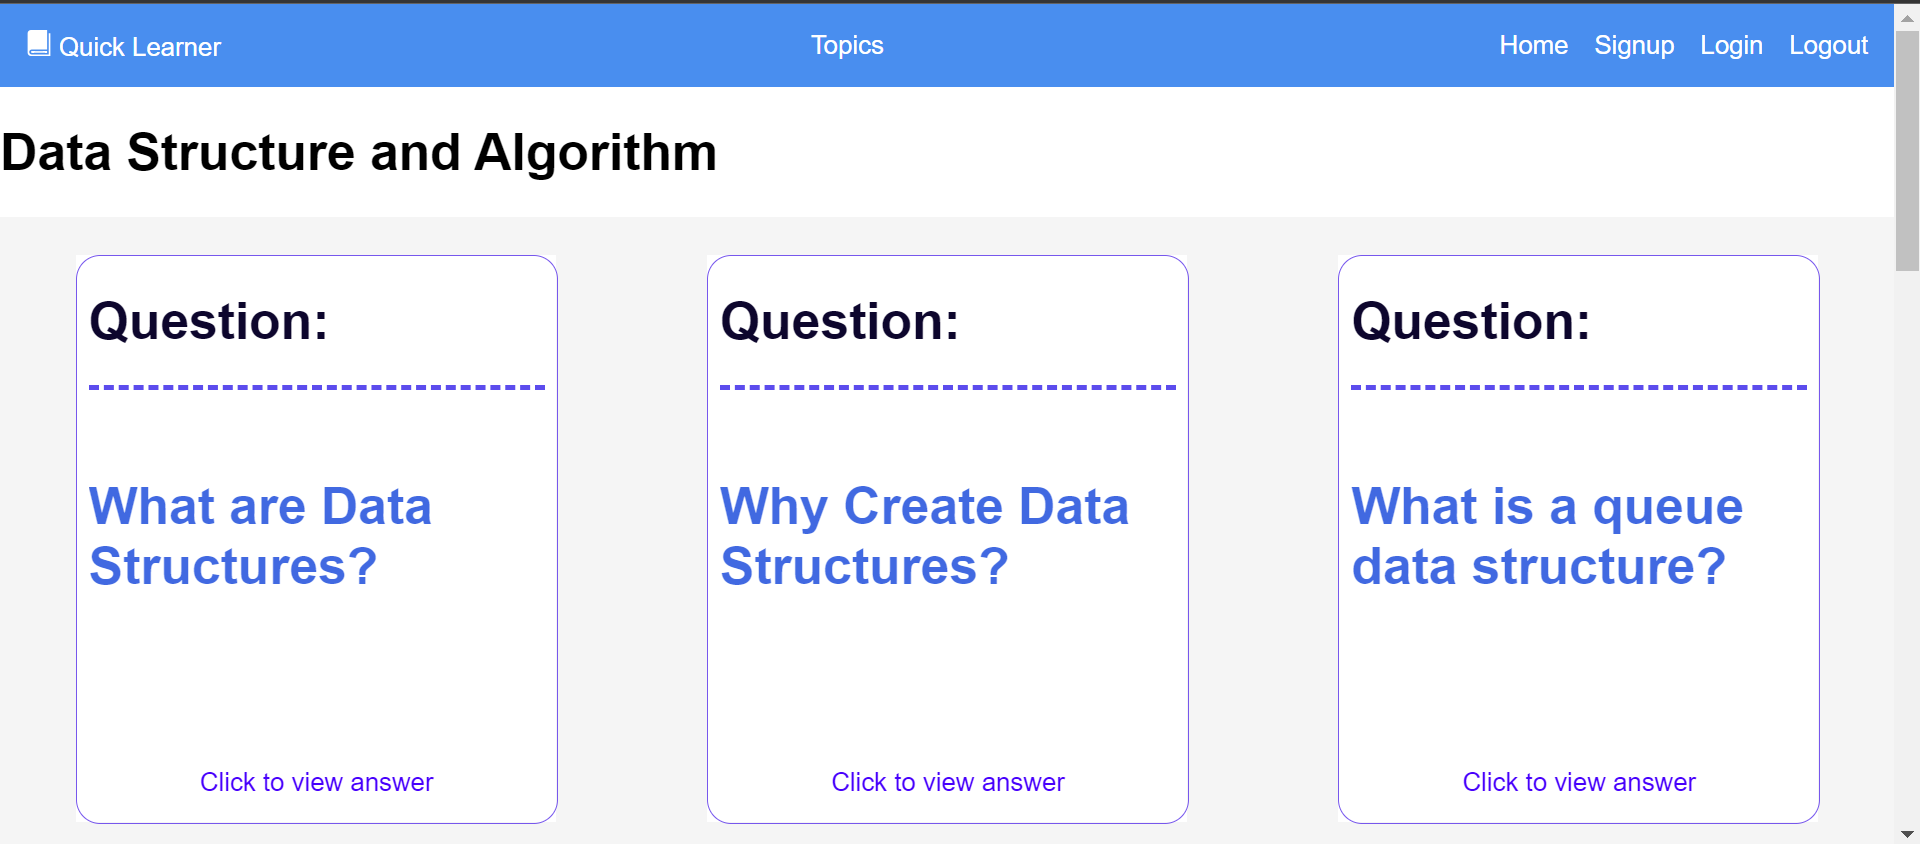 Quick Learner
Topics
Home Signup Login Logout
Data Structure and Algorithm
Question:
What are Data
Structures?
Click to view answer
Question:
Why Create Data
Structures?
Click to view answer
Question:
What is a queue
data structure?
Click to view answer